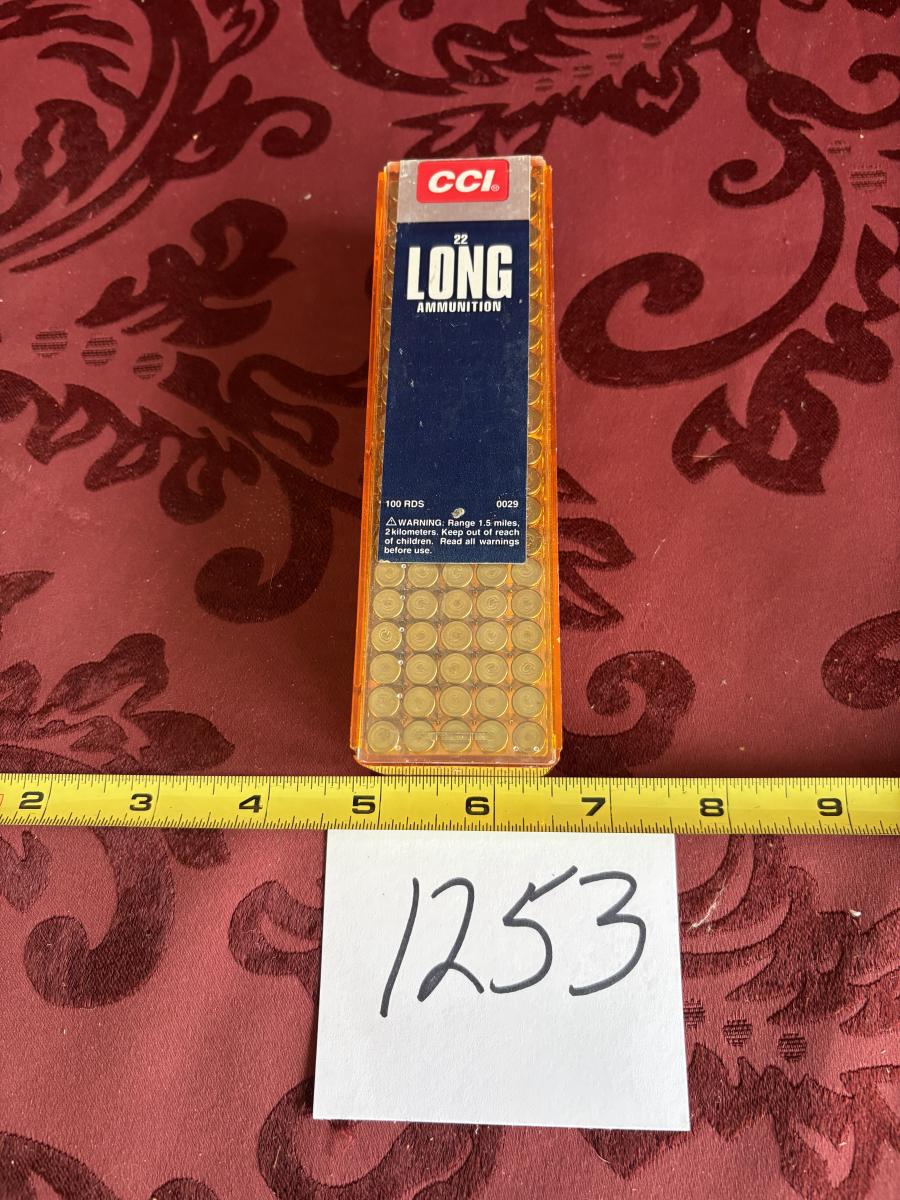 CCI®
22
LONG
AMMUNITION
100 RDS 0029
⚠ WARNING: Range 1.5 miles,
2 kilometers. Keep out of reach
of children. Read all warnings
before use.
2 3 4 5 6 7 8 9
1253